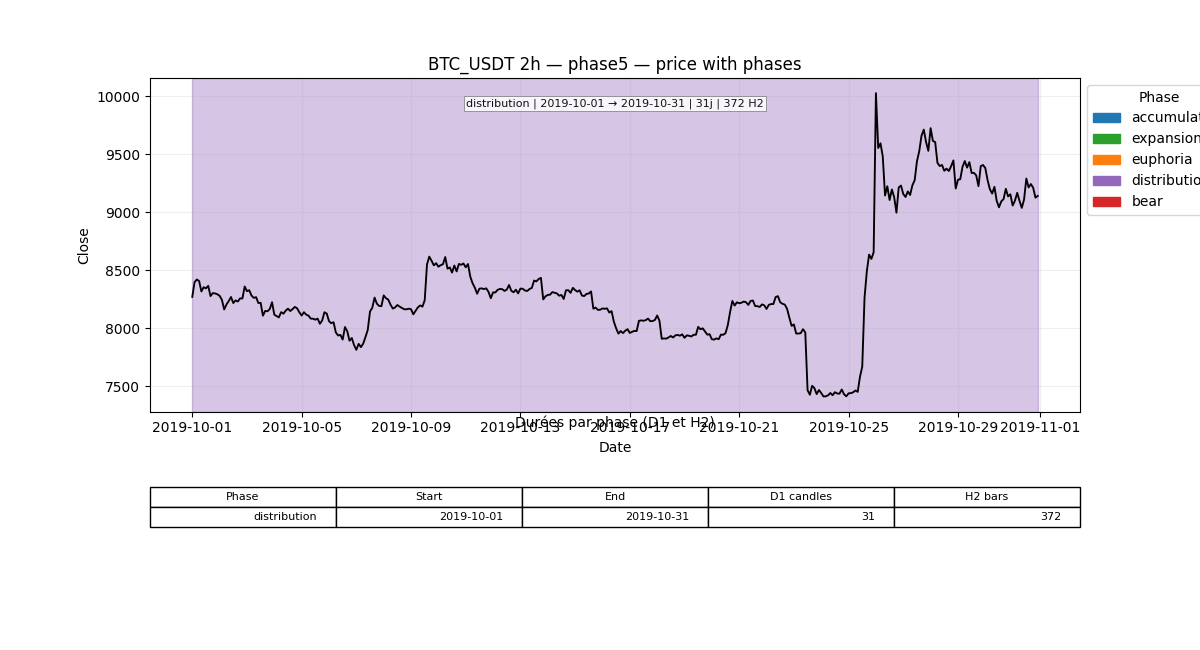 BTC_USDT 2h — phase5 — price with phases
distribution | 2019-10-01 → 2019-10-31 | 31j | 372 H2
Phase
accumulat
expansion
euphoria
distributio
bear
Close
10000
9500
9000
8500
8000
7500
2019-10-01 2019-10-05 2019-10-09 2019-10-13 2019-10-17 2019-10-21 2019-10-25 2019-10-29 2019-11-01
Durées par phase (D1 et H2)
Date
Phase Start End D1 candles H2 bars
distribution 2019-10-01 2019-10-31 31 372